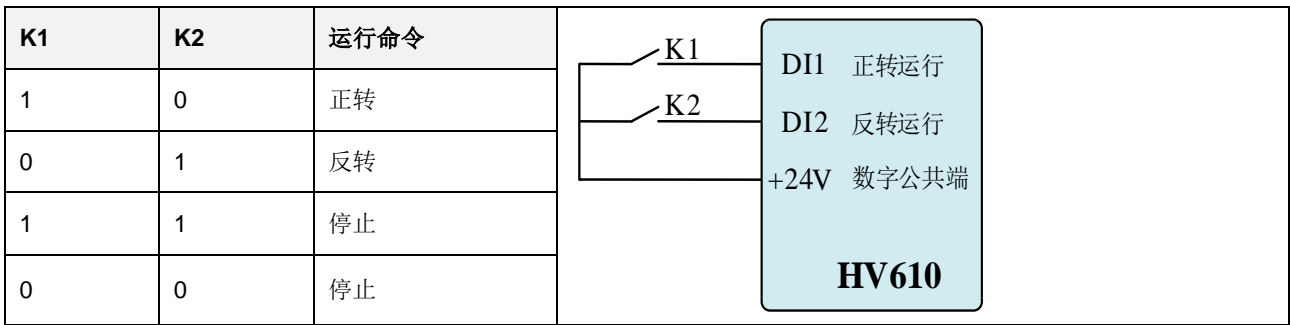 K1 K2 运行命令
1 0 正转
0 1 反转
1 1 停止
0 0 停止
K1 DI1 正转运行
K2 DI2 反转运行
+24V 数字公共端
HV610